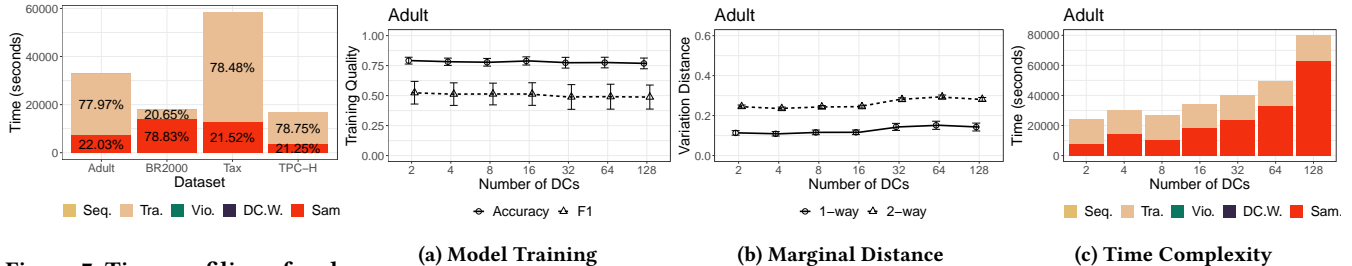 60000
40000
20000
0
Time (seconds)
77.97%
22.03%
20.65%
78.83%
78.48%
21.52%
78.75%
21.25%
Adult BR2000 Tax TPC−H
Dataset
Seq. Tra. Vio. DC.W. Sam
Adult
1.00
0.75
0.50
0.25
0.00
Training Quality
2 4 8 16 32 64 128
Number of DCs
Accuracy F1
(a) Model Training
Adult
0.6
0.4
0.2
0.0
Variation Distance
2 4 8 16 32 64 128
Number of DCs
1−way 2−way
(b) Marginal Distance
Adult
80000
60000
40000
20000
0
Time (seconds)
2 4 8 16 32 64 128
Number of DCs
Seq. Tra. Vio. DC.W. Sam.
(c) Time Complexity